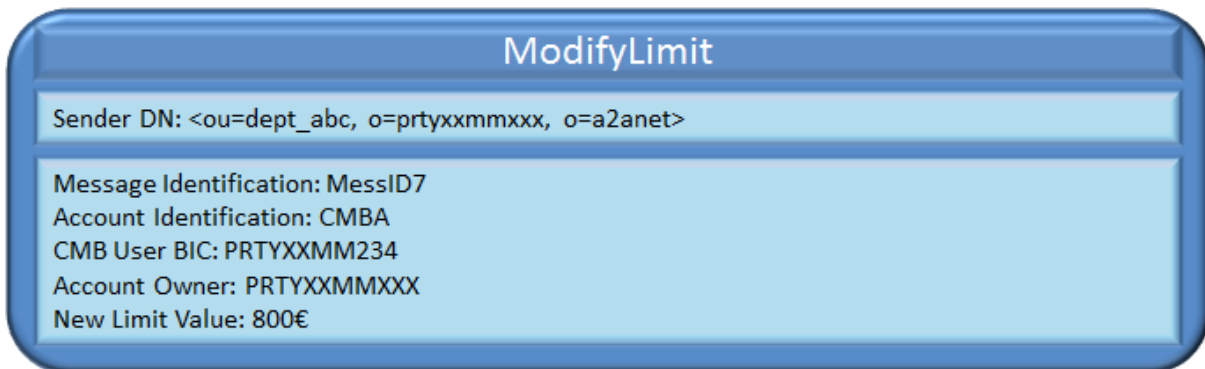 ModifyLimit
Sender DN: <ou=dept_abc, o=prtyxxmmxxx, o=a2anet>
Message Identification: MessID7
Account Identification: CMBA
CMB User BIC: PRTYXXMM234
Account Owner: PRTYXXMMXXX
New Limit Value: 800€